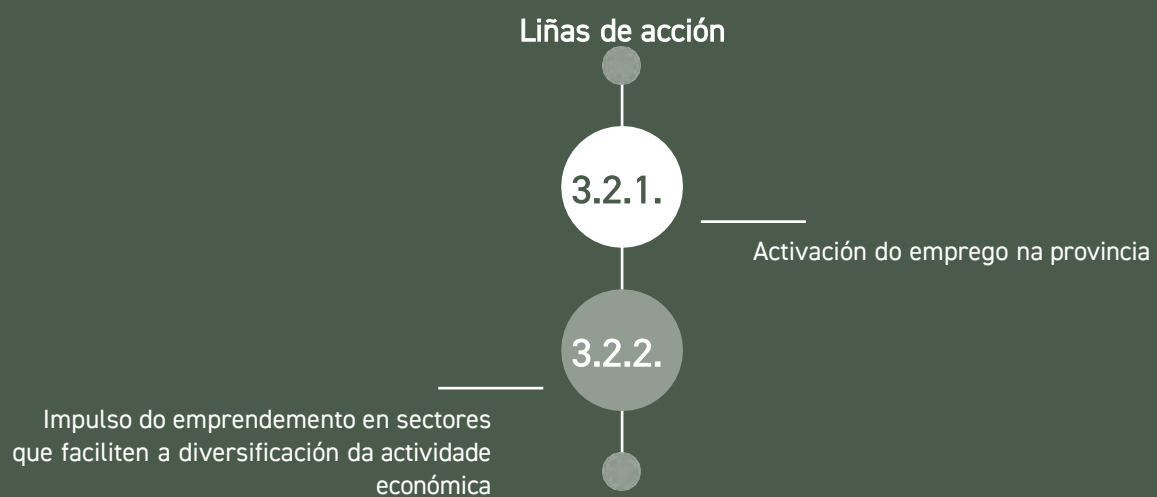 Liñas de acción
3.2.1.
Activación do emprego na provincia
3.2.2.
Impulso do emprendemento en sectores
que faciliten a diversificación da actividade
económica